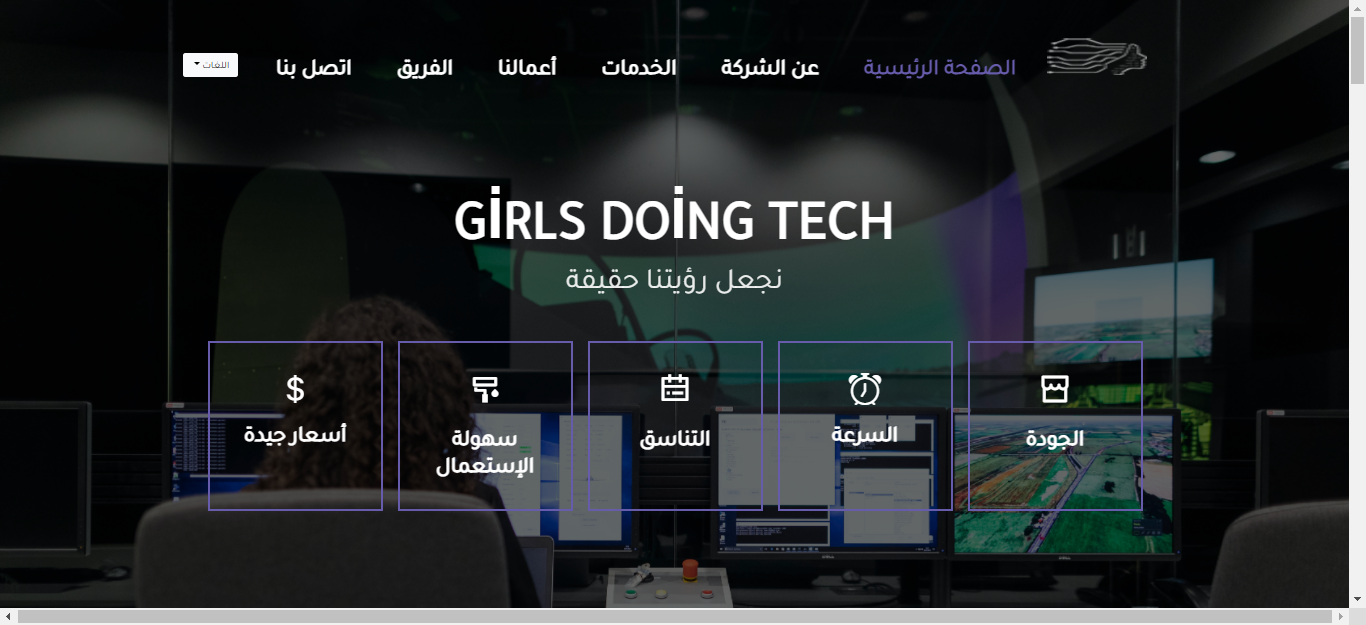 الصفحة الرئيسية
عن الشركة
الخدمات
أعمالنا
الفريق
اتصل بنا
اللغات
GİRLS DOİNG TECH
نجعل رؤيتنا حقيقة
الجودة
السرعة
التناسق
سهولة
الإستعمال
$
أسعار جيدة